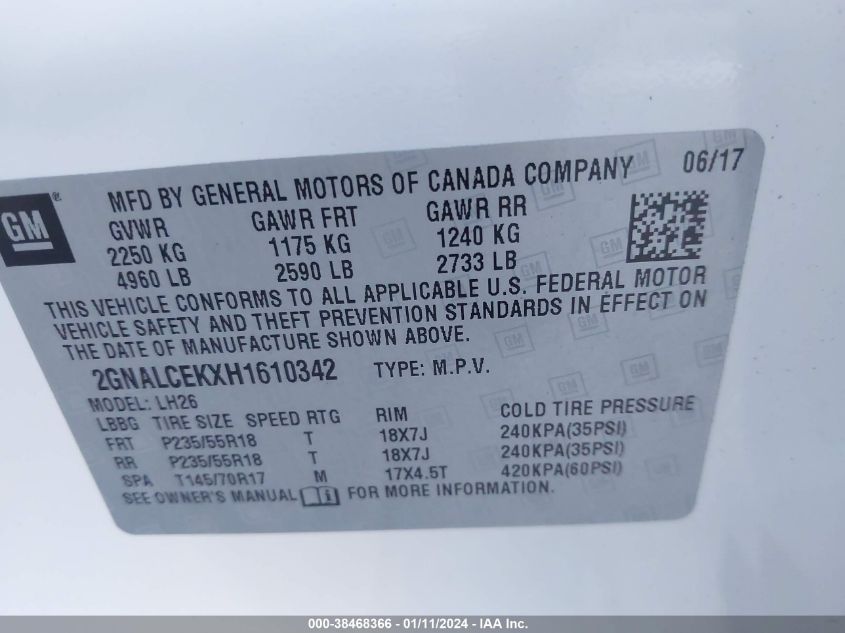 GM ®
MFD BY GENERAL MOTORS OF CANADA COMPANY 06/17
GVWR GAWR FRT GAWR RR
2250 KG 1175 KG 1240 KG
4960 LB 2590 LB 2733 LB
THIS VEHICLE CONFORMS TO ALL APPLICABLE U.S. FEDERAL MOTOR
VEHICLE SAFETY AND THEFT PREVENTION STANDARDS IN EFFECT ON
THE DATE OF MANUFACTURE SHOWN ABOVE.
2GNALCEKXH1610342 TYPE: M.P.V.
MODEL: LH26
LBBG TIRE SIZE SPEED RTG RIM COLD TIRE PRESSURE
FRT P235/55R18 T 18X7J 240KPA(35PSI)
RR P235/55R18 T 18X7J 240KPA(35PSI)
SPA T145/70R17 M 17X4.5T 420KPA(60PSI)
SEE OWNER'S MANUAL FOR MORE INFORMATION.
000-38468366 - 01/11/2024 - IAA Inc.